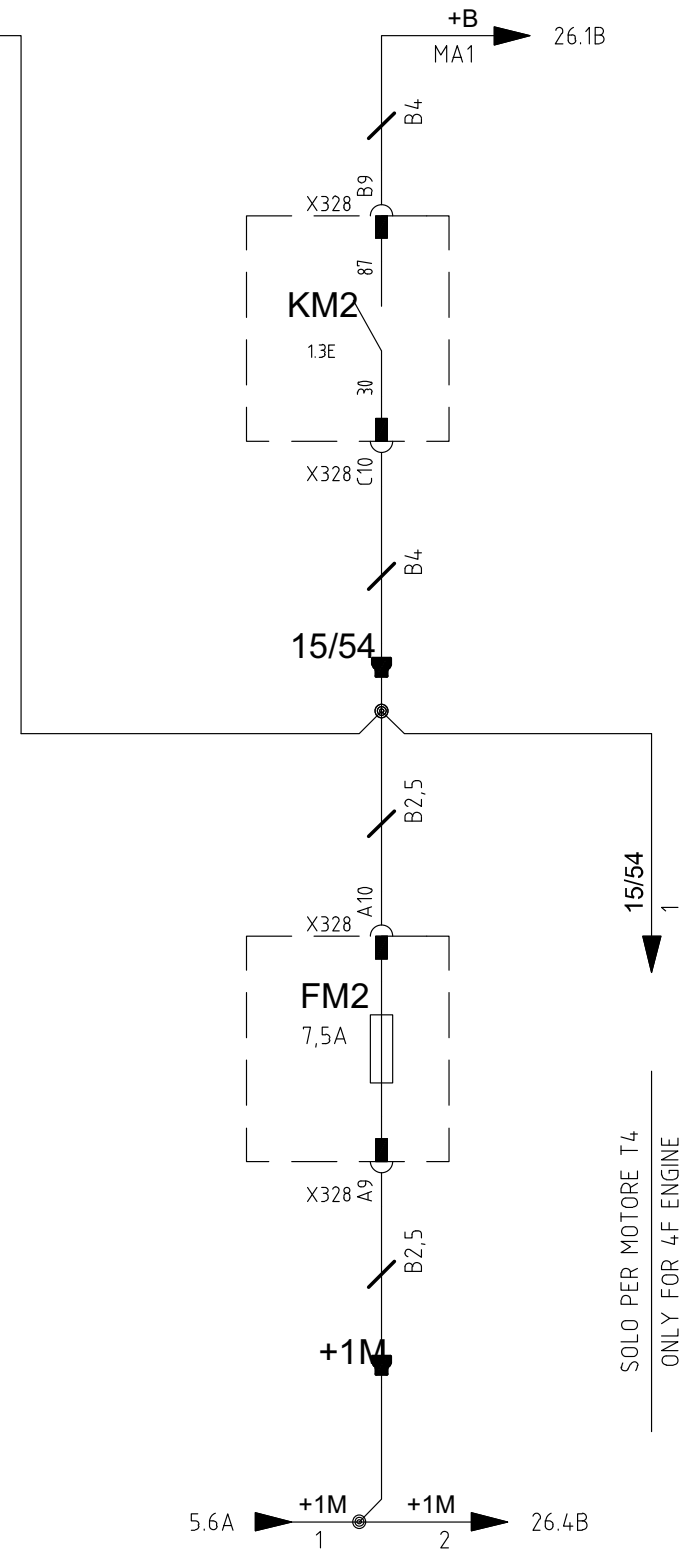 +B
26.1B
MA1
B4
B9
X328
87
KM2
1.3E
30
X328
C10
B4
15/54
B2,5
15/54
1
A10
X328
FM2
7,5A
SOLO PER MOTORE T4
ONLY FOR 4F ENGINE
X328
A9
B2,5
+1M
5.6A
+1M
+1M
26.4B
1
2